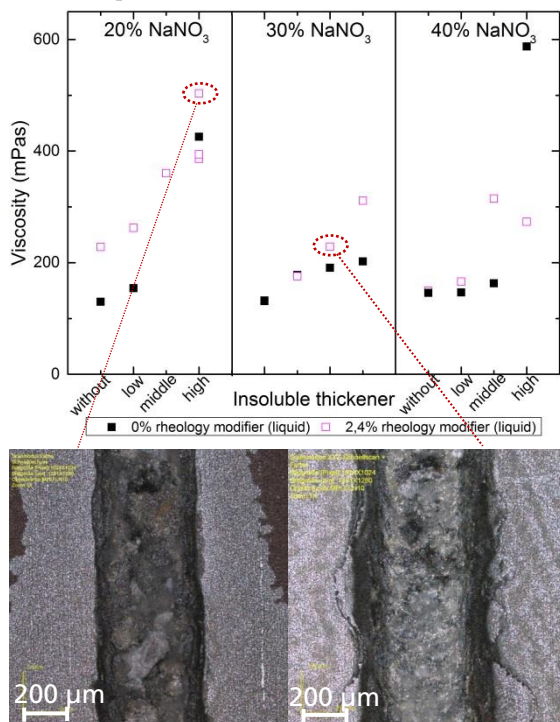 20% NaNO3 30% NaNO3 40% NaNO3
600
400
200
0
Viscosity (mPas)
without low middle high without low middle high
Insoluble thickener
0% rheology modifier (liquid) 2,4% rheology modifier (liquid)
200 µm 200 µm